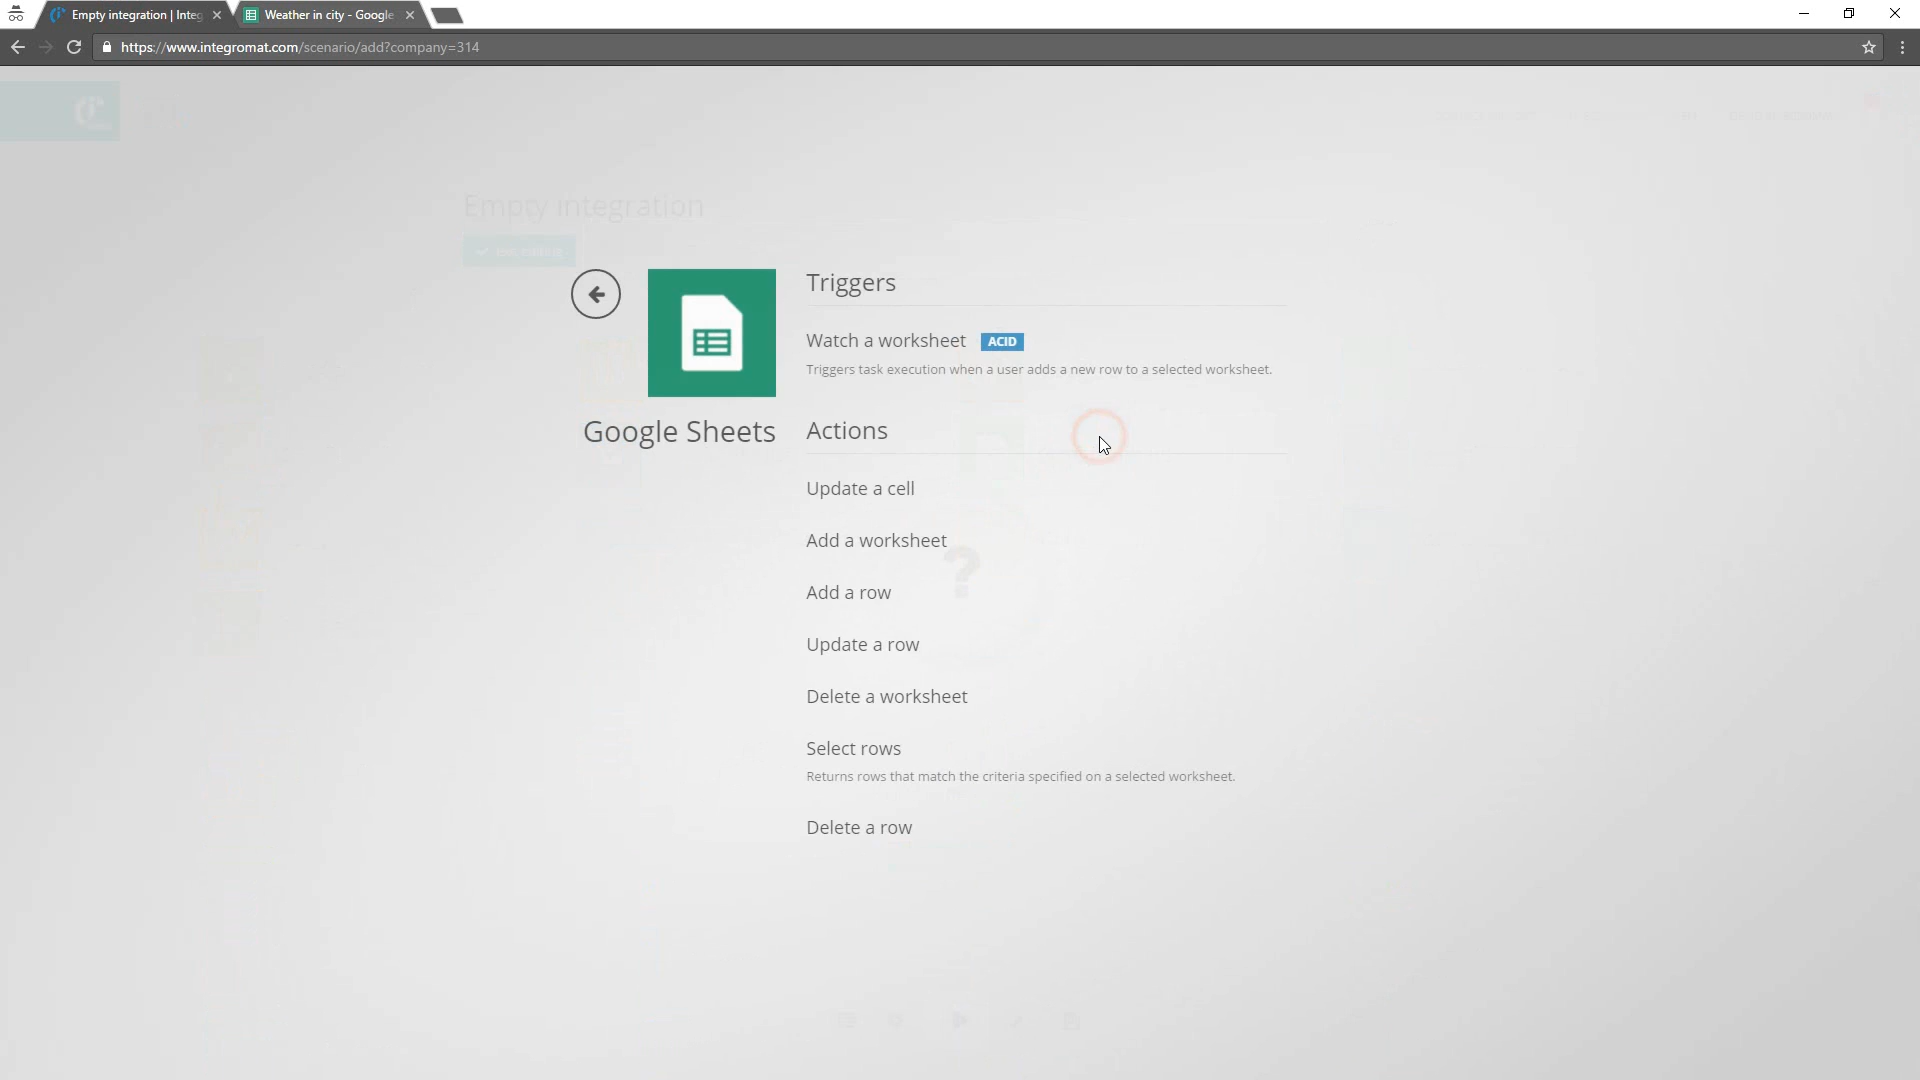 Empty integration | Integ
Weather in city - Google
https://www.integromat.com/scenario/add?company=314
Empty integration
Triggers
Watch a worksheet ACID
Triggers task execution when a user adds a new row to a selected worksheet.
Google Sheets
Actions
Update a cell
Add a worksheet
Add a row
?
Update a row
Delete a worksheet
Select rows
Returns rows that match the criteria specified on a selected worksheet.
Delete a row